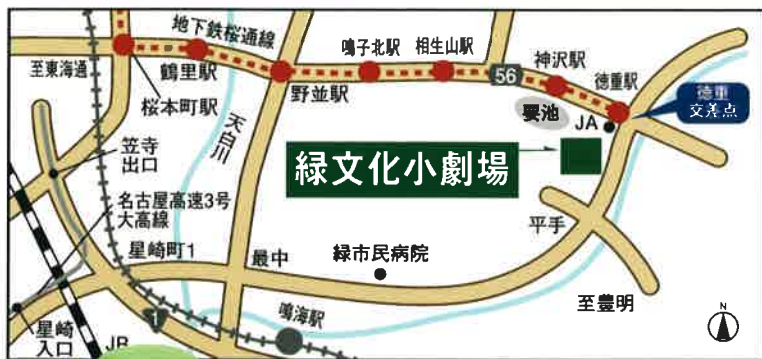 地下鉄桜通線
至東海通
鶴里駅
桜本町駅
野並駅
鳴子北駅
相生山駅
56
神沢駅
徳重駅
徳重
交差点
要池
JA
天白川
笠寺
出口
緑文化小劇場
名古屋高速3号
大高線
平手
星崎町1
最中
緑市民病院
至豊明
鳴海駅
1
星崎
入口
JR
N